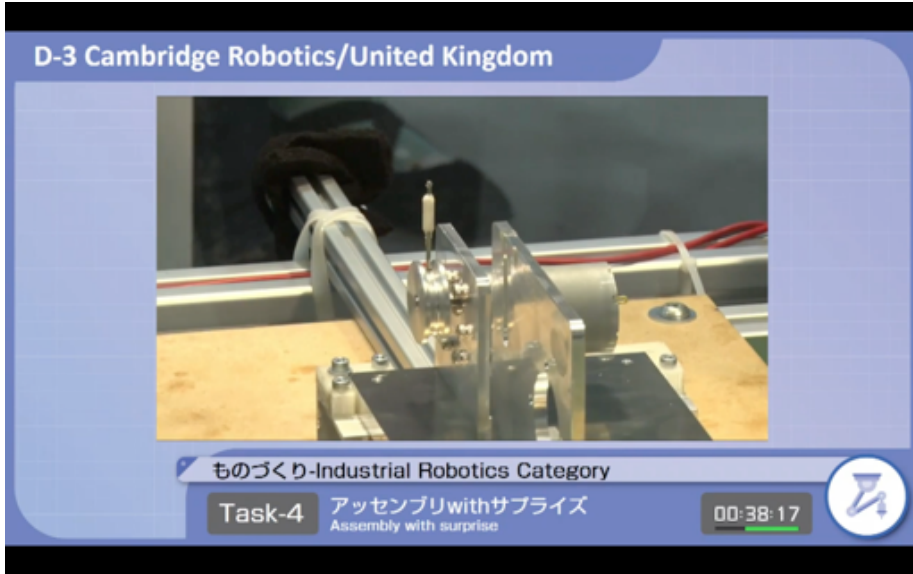 D-3 Cambridge Robotics/United Kingdom
ものづくり-Industrial Robotics Category
Task-4
アッセンブリwithサプライズ
Assembly with surprise
00:38:17